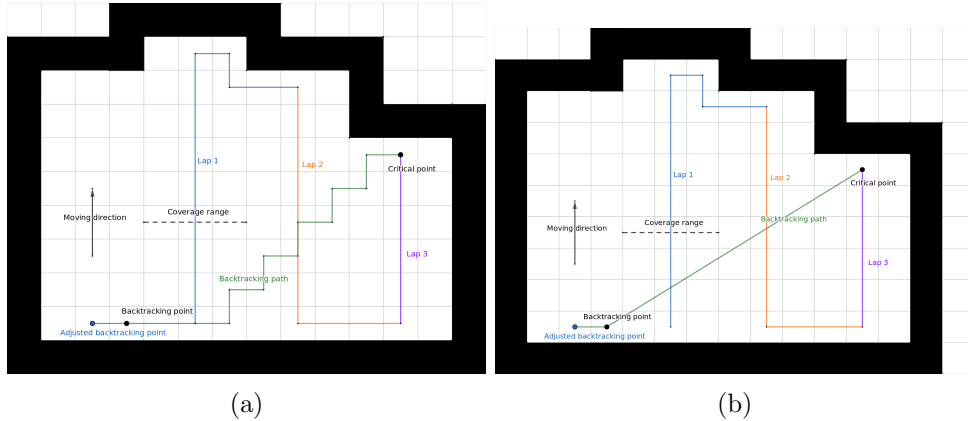 Lap 1
Lap 2
Critical point
Coverage range
Moving direction
Lap 3
Backtracking path
Backtracking point
Adjusted backtracking point
(a)
Lap 1
Lap 2
Critical point
Backtracking path
Coverage range
Moving direction
Lap 3
Backtracking point
Adjusted backtracking point
(b)